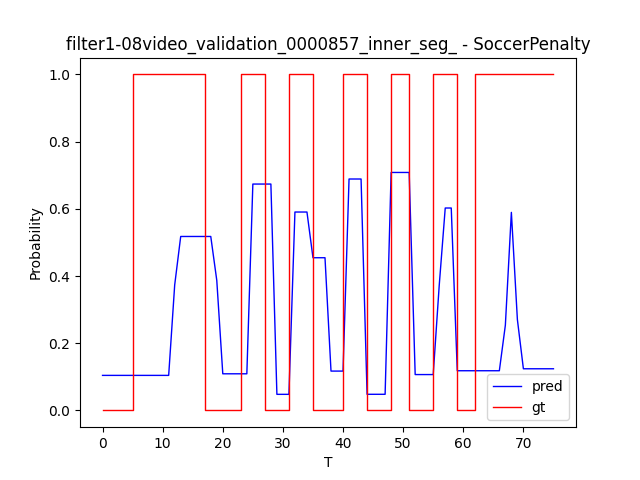 filter1-08video_validation_0000857_inner_seg_ - SoccerPenalty
1.0
0.8
0.6
0.4
0.2
0.0
Probability
0 10 20 30 40 50 60 70
T
pred
gt